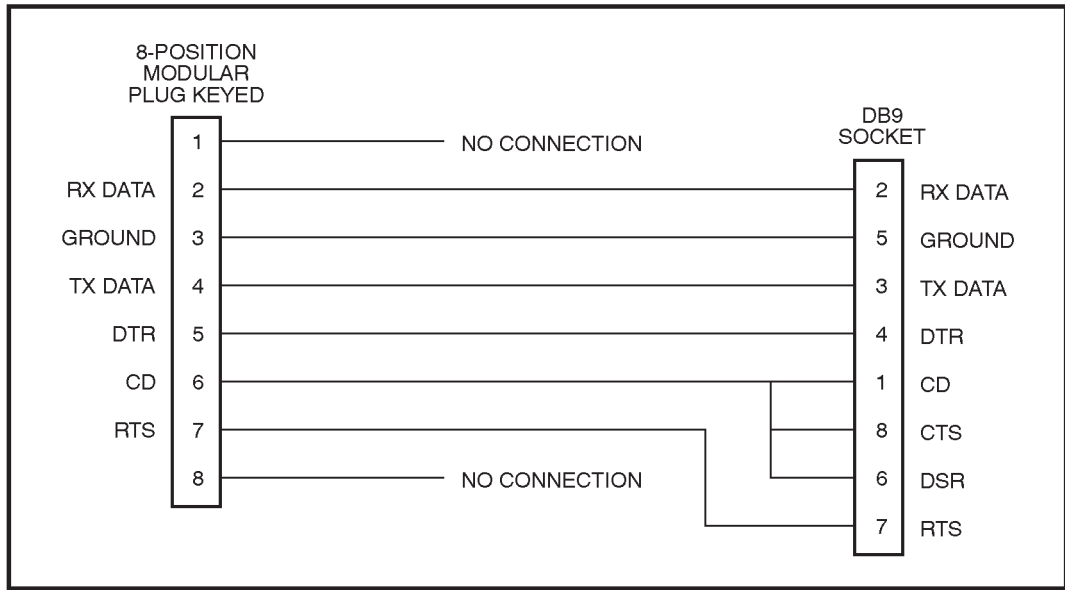 8-POSITION
MODULAR
PLUG KEYED
DB9
SOCKET
1 NO CONNECTION
RX DATA 2 2 RX DATA
GROUND 3 5 GROUND
TX DATA 4 3 TX DATA
DTR 5 4 DTR
CD 6 1 CD
RTS 7 8 CTS
8 NO CONNECTION 6 DSR
7 RTS